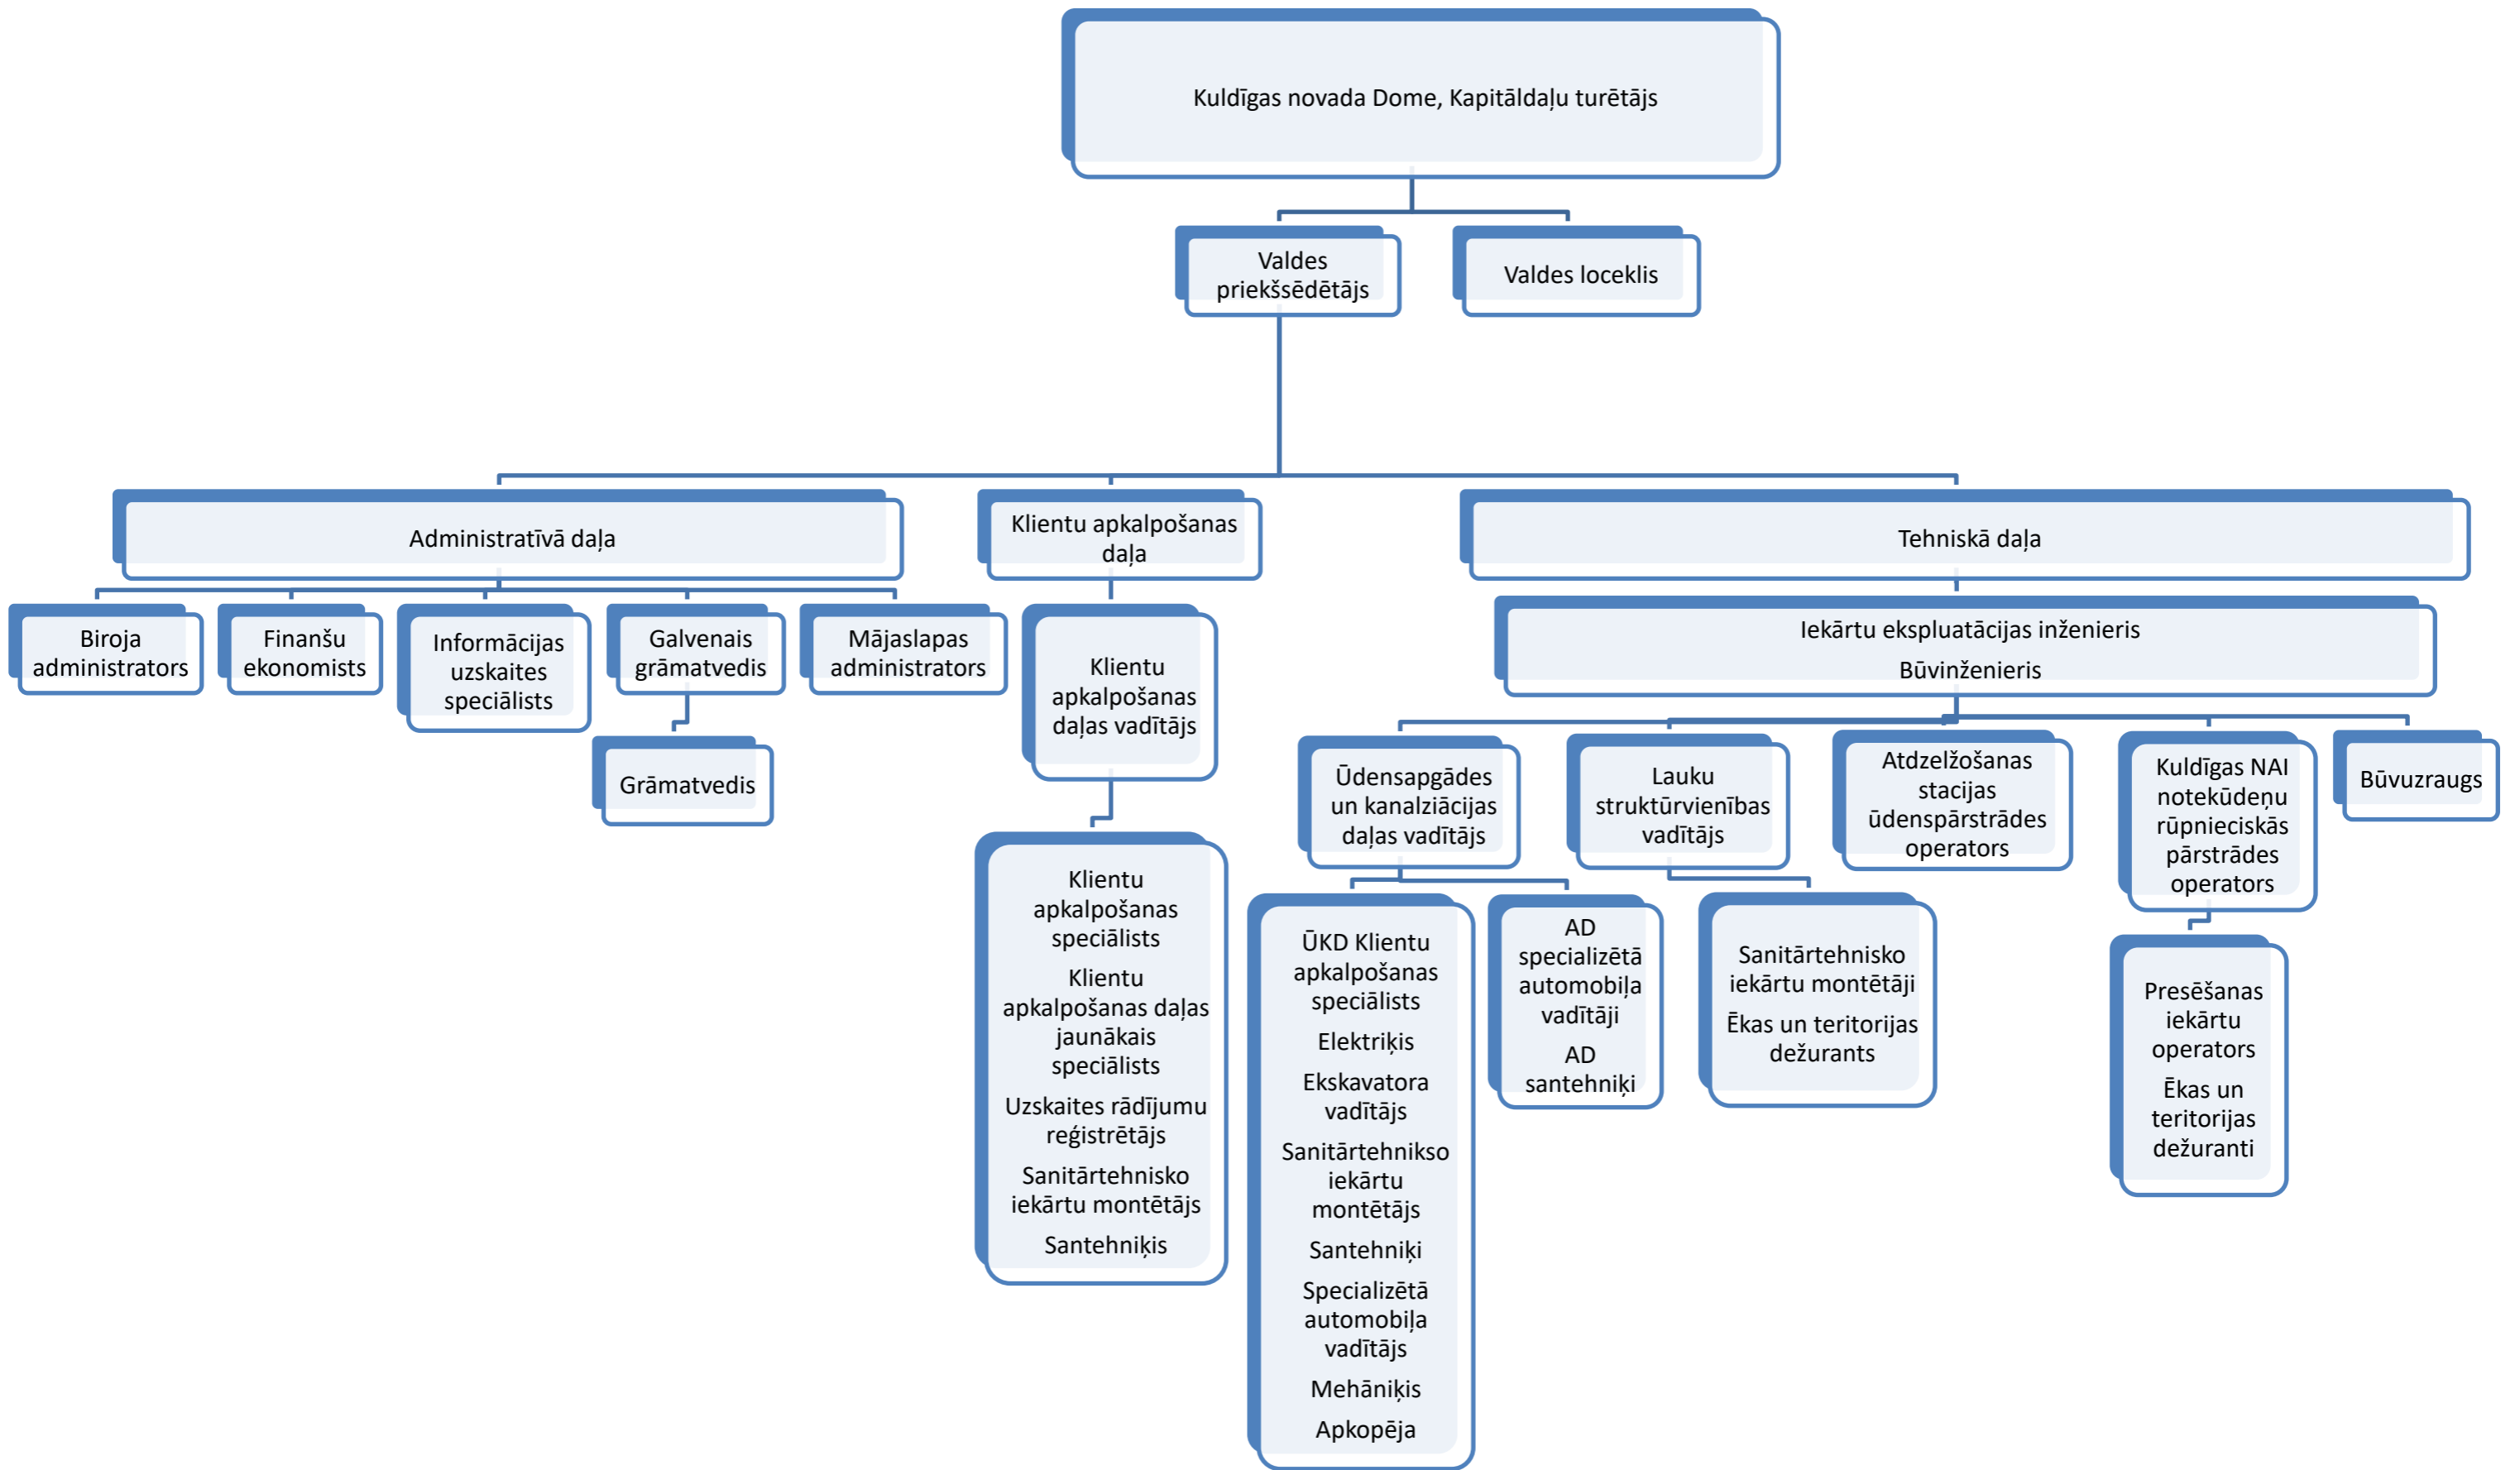 Kuldīgas novada Dome, Kapitāldaļu turētājs
Valdes
priekšsēdētājs
Valdes loceklis
Administratīvā daļa
Klientu apkalpošanas
daļa
Tehniskā daļa
Biroja
administrators
Finanšu
ekonomists
Informācijas
uzskaites
speciālists
Galvenais
grāmatvedis
Mājaslapas
administrators
Grāmatvedis
Klientu
apkalpošanas
daļas vadītājs
Klientu
apkalpošanas
speciālists
Klientu
apkalpošanas daļas
jaunākais
speciālists
Uzskaites rādījumu
reģistrētājs
Sanitārtehnisko
iekārtu montētājs
Santehniķis
Iekārtu ekspluatācijas inženieris
Būvinženieris
Ūdensapgādes
un kanalziācijas
daļas vadītājs
Lauku
struktūrvienības
vadītājs
Atdzelžošanas
stacijas
ūdenspārstrādes
operators
Kuldīgas NAI
notekūdeņu
rūpnieciskās
pārstrādes
operators
Būvuzraugs
ŪKD Klientu
apkalpošanas
speciālists
Elektriķis
Ekskavatora
vadītājs
Sanitārtehnikso
iekārtu
montētājs
Santehniķi
Specializētā
automobiļa
vadītājs
Mehāniķis
Apkopēja
AD
specializētā
automobiļa
vadītāji
AD
santehniķi
Sanitārtehnisko
iekārtu montētāji
Ēkas un teritorijas
dežurants
Presēšanas
iekārtu
operators
Ēkas un
teritorijas
dežuranti